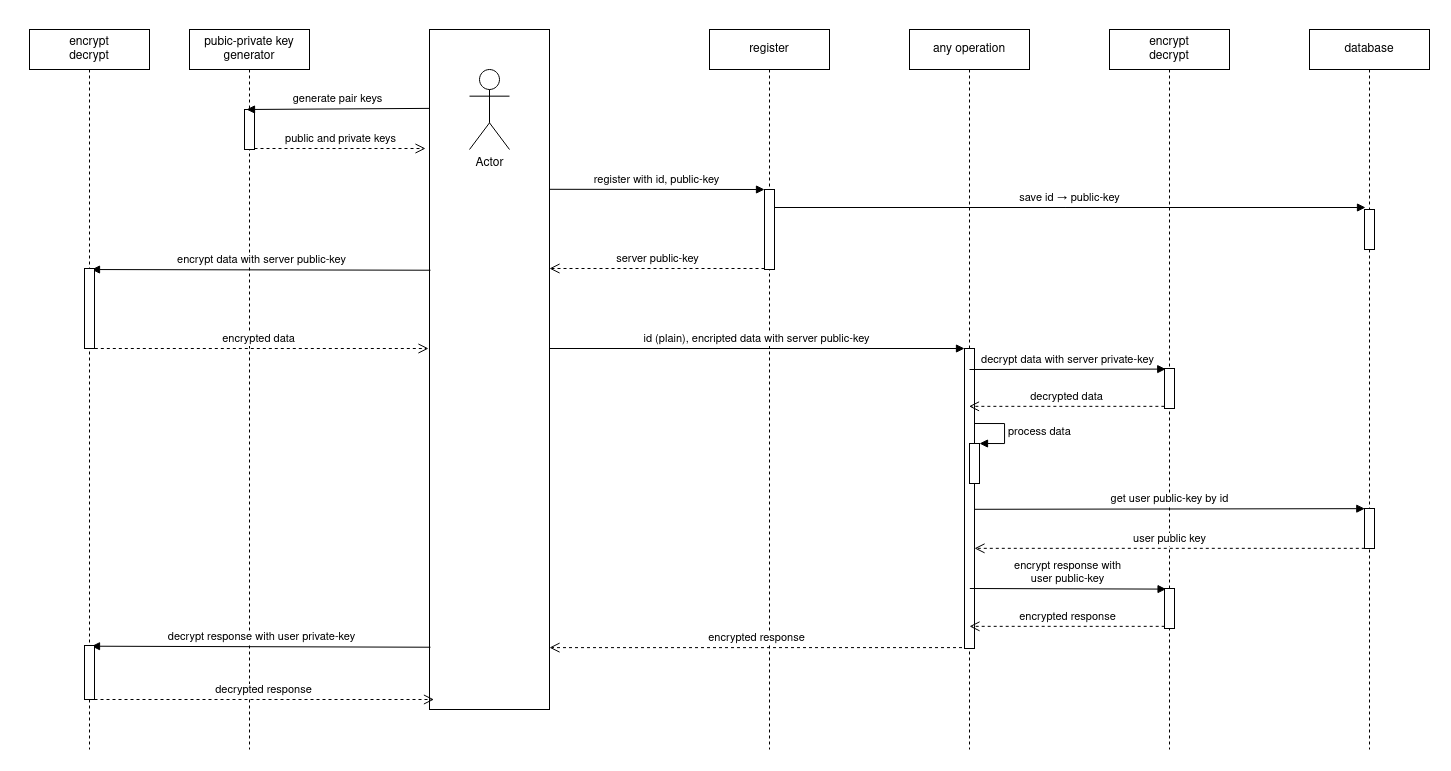 encrypt
decrypt
pubic-private key
generator
register
any operation
encrypt
decrypt
database
generate pair keys
public and private keys
Actor
register with id, public-key
save id → public-key
encrypt data with server public-key
server public-key
encrypted data
id (plain), encripted data with server public-key
decrypt data with server private-key
decrypted data
process data
get user public-key by id
user public key
encrypt response with
user public-key
encrypted response
decrypt response with user private-key
encrypted response
decrypted response